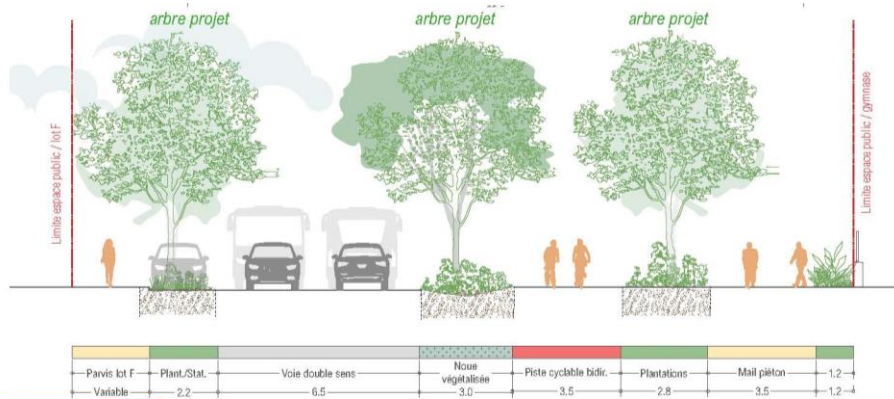 arbre projet arbre projet arbre projet
Limite espace public / lot F
Limite espace public / gymnase
Parvis lot F Plant./Stat. Voie double sens Noue végétalisée Piste cyclable bidir. Plantations Mail piéton 1.2
Variable 2.2 6.5 3.0 3.5 2.8 3.5 1.2